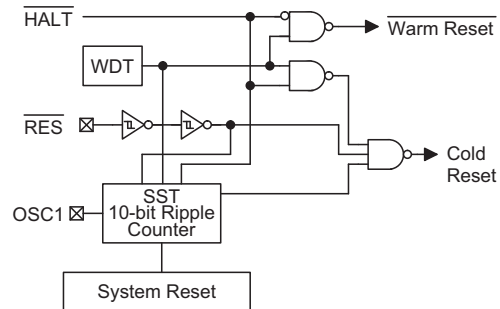 HALT
Warm Reset
WDT
RES
Cold
Reset
SST
10-bit Ripple
Counter
OSC1
System Reset